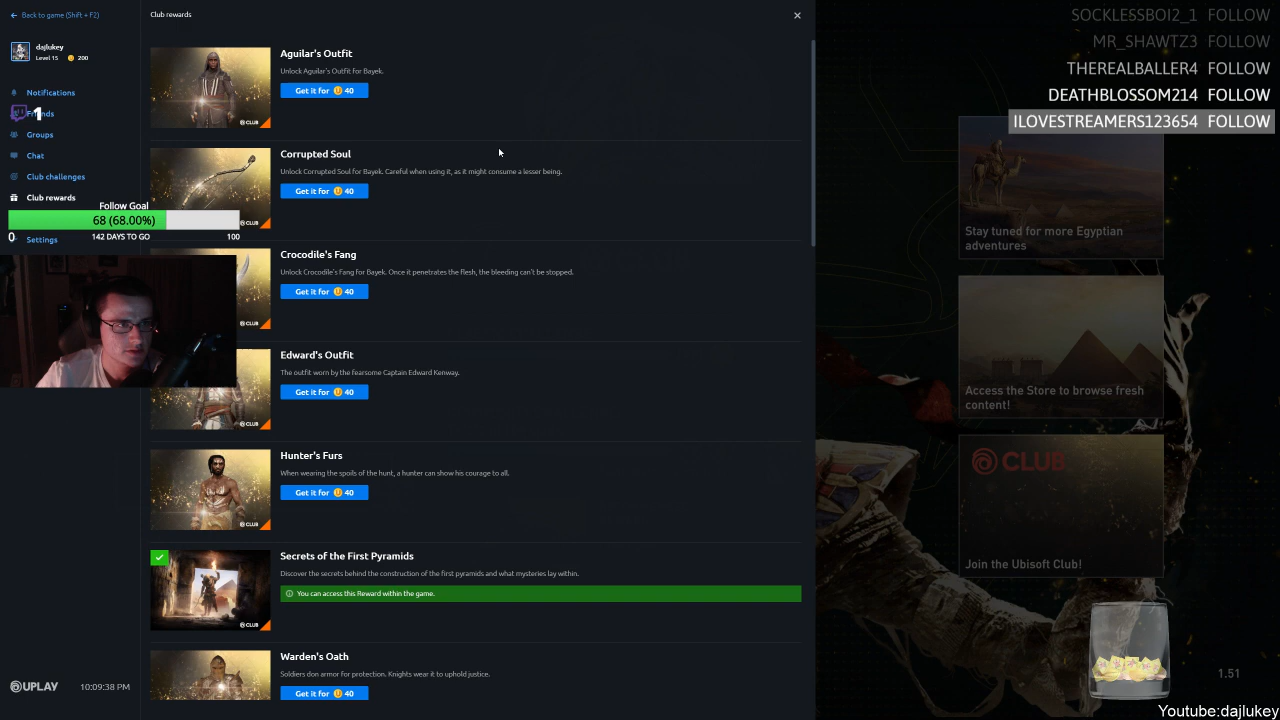 Back to game (Shift + F2)
dajlukey
Level 15 200
Notifications
Friends
1
Groups
Chat
Club challenges
Club rewards
Follow Goal
68 (68.00%)
0 142 DAYS TO GO 100
Settings
UPLAY 10:09:38 PM
Club rewards
Aguilar's Outfit
Unlock Aguilar's Outfit for Bayek.
Get it for 40
CLUB
Corrupted Soul
Unlock Corrupted Soul for Bayek. Careful when using it, as it might consume a lesser being.
Get it for 40
CLUB
Crocodile's Fang
Unlock Crocodile's Fang for Bayek. Once it penetrates the flesh, the bleeding can't be stopped.
Get it for 40
CLUB
Edward's Outfit
The outfit worn by the fearsome Captain Edward Kenway.
Get it for 40
CLUB
Hunter's Furs
When wearing the spoils of the hunt, a hunter can show his courage to all.
Get it for 40
CLUB
Secrets of the First Pyramids
Discover the secrets behind the construction of the first pyramids and what mysteries lay within.
You can access this Reward within the game.
CLUB
Warden's Oath
Soldiers don armor for protection. Knights wear it to uphold justice.
Get it for 40
SOCKLESSBOI2_1 FOLLOW
MR_SHAWTZ3 FOLLOW
THEREALBALLER4 FOLLOW
DEATHBLOSSOM214 FOLLOW
ILOVESTREAMERS123654 FOLLOW
Stay tuned for more Egyptian
adventures
Access the Store to browse fresh
content!
CLUB
Join the Ubisoft Club!
1.51
Youtube:dajlukey